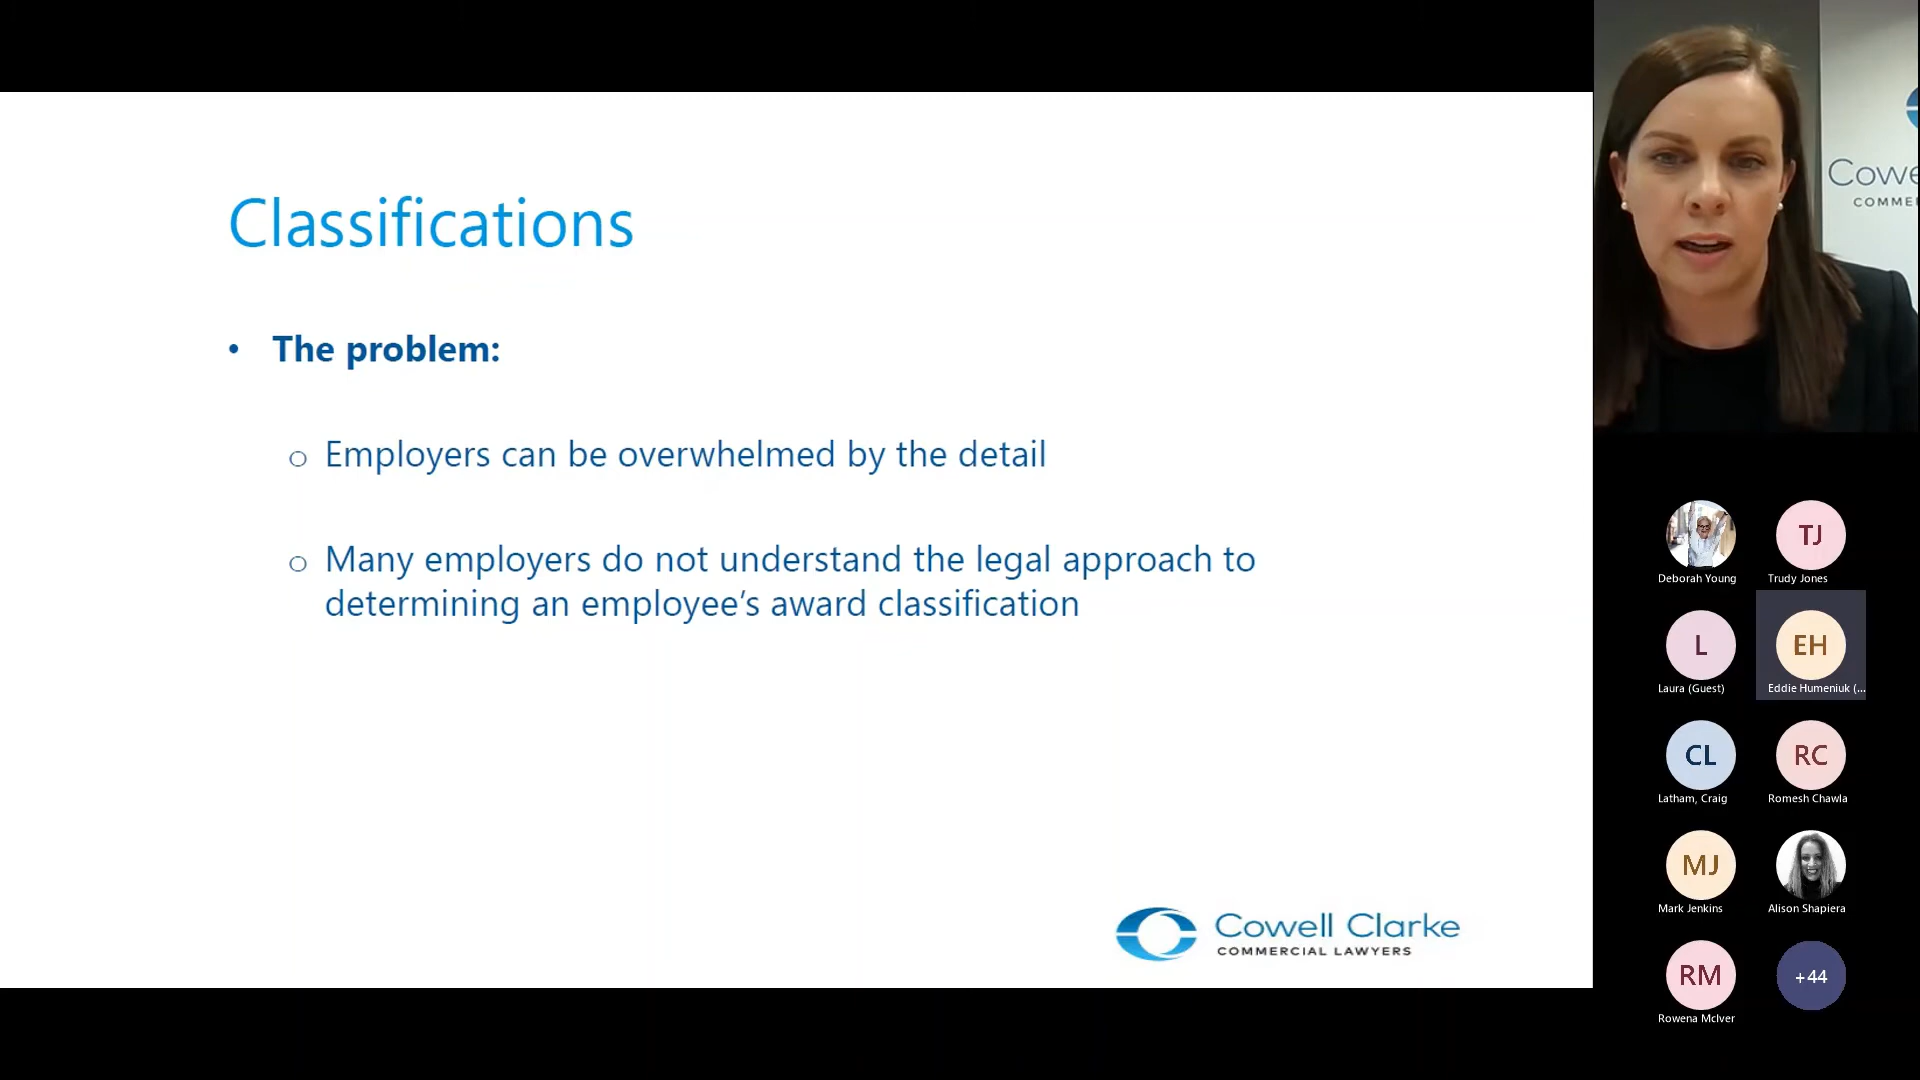 Classifications
• The problem:
o Employers can be overwhelmed by the detail
o Many employers do not understand the legal approach to
determining an employee’s award classification
Cowell Clarke
COMMERCIAL LAWYERS
Cowe
COMMER
Deborah Young
TJ
Trudy Jones
L
Laura (Guest)
EH
Eddie Humeniuk (...
CL
Latham, Craig
RC
Romesh Chawla
MJ
Mark Jenkins
Alison Shapiera
RM
Rowena McIver
+44